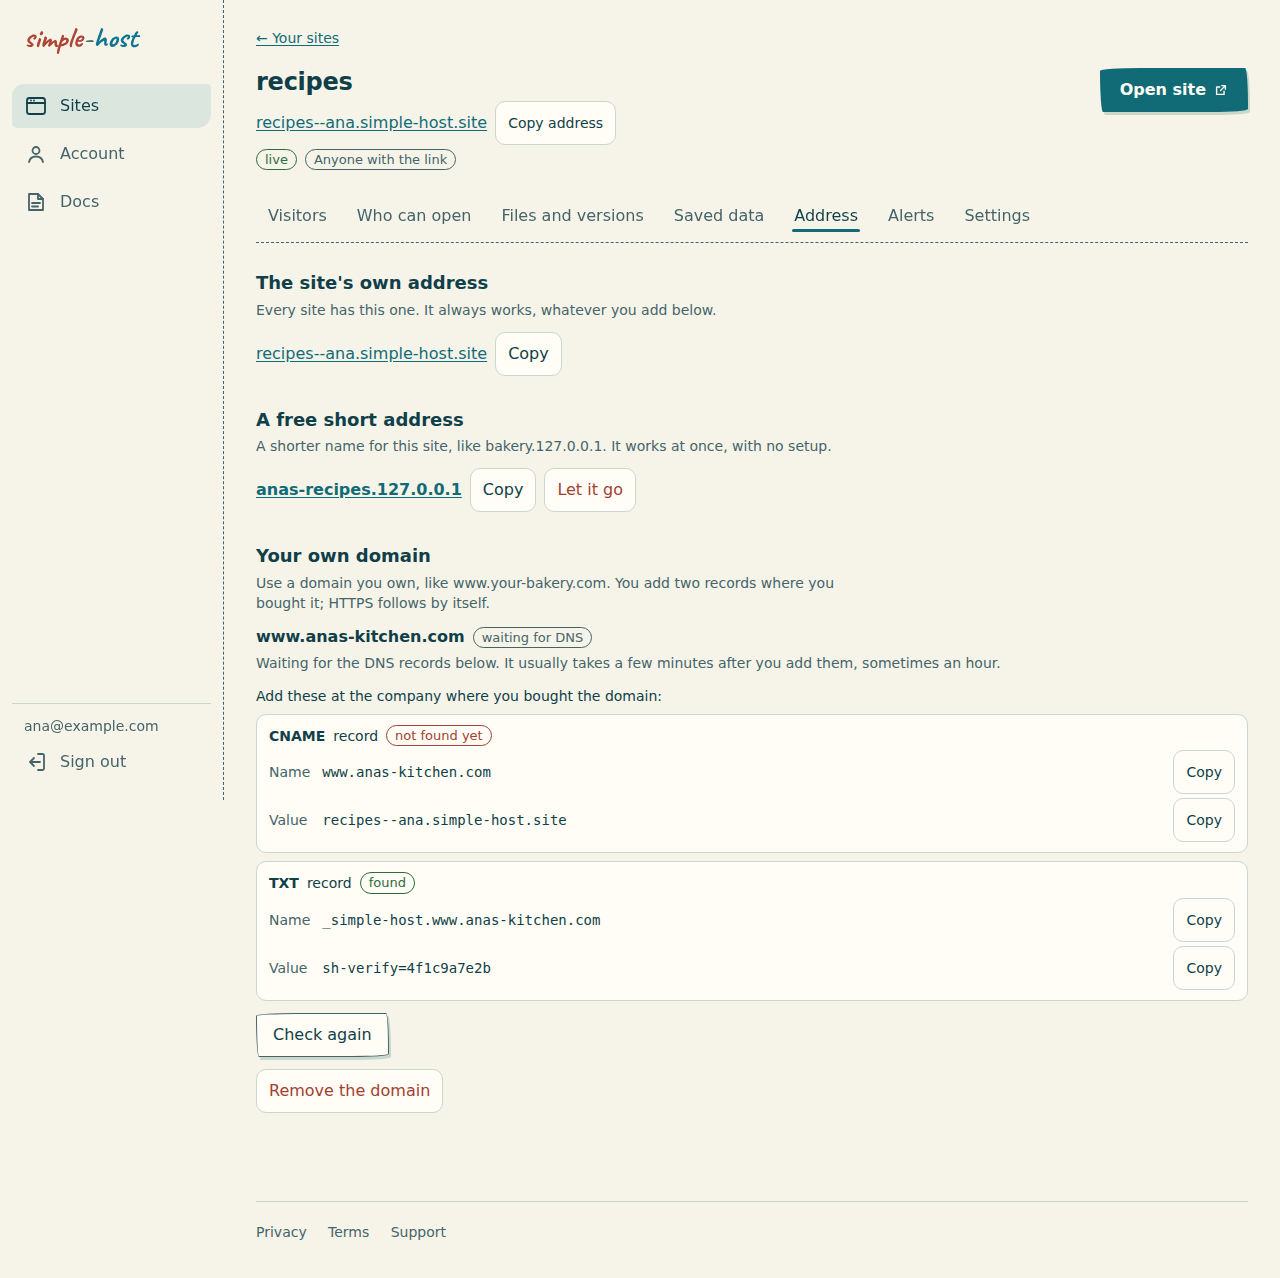 simple-host
Sites
Account
Docs
ana@example.com
Sign out
← Your sites
recipes
Open site
recipes--ana.simple-host.site Copy address
live Anyone with the link
Visitors Who can open Files and versions Saved data Address Alerts Settings
The site's own address
Every site has this one. It always works, whatever you add below.
recipes--ana.simple-host.site Copy
A free short address
A shorter name for this site, like bakery.127.0.0.1. It works at once, with no setup.
anas-recipes.127.0.0.1 Copy Let it go
Your own domain
Use a domain you own, like www.your-bakery.com. You add two records where you
bought it; HTTPS follows by itself.
www.anas-kitchen.com waiting for DNS
Waiting for the DNS records below. It usually takes a few minutes after you add them, sometimes an hour.
Add these at the company where you bought the domain:
CNAME record not found yet
Name www.anas-kitchen.com Copy
Value recipes--ana.simple-host.site Copy
TXT record found
Name _simple-host.www.anas-kitchen.com Copy
Value sh-verify=4f1c9a7e2b Copy
Check again
Remove the domain
Privacy Terms Support